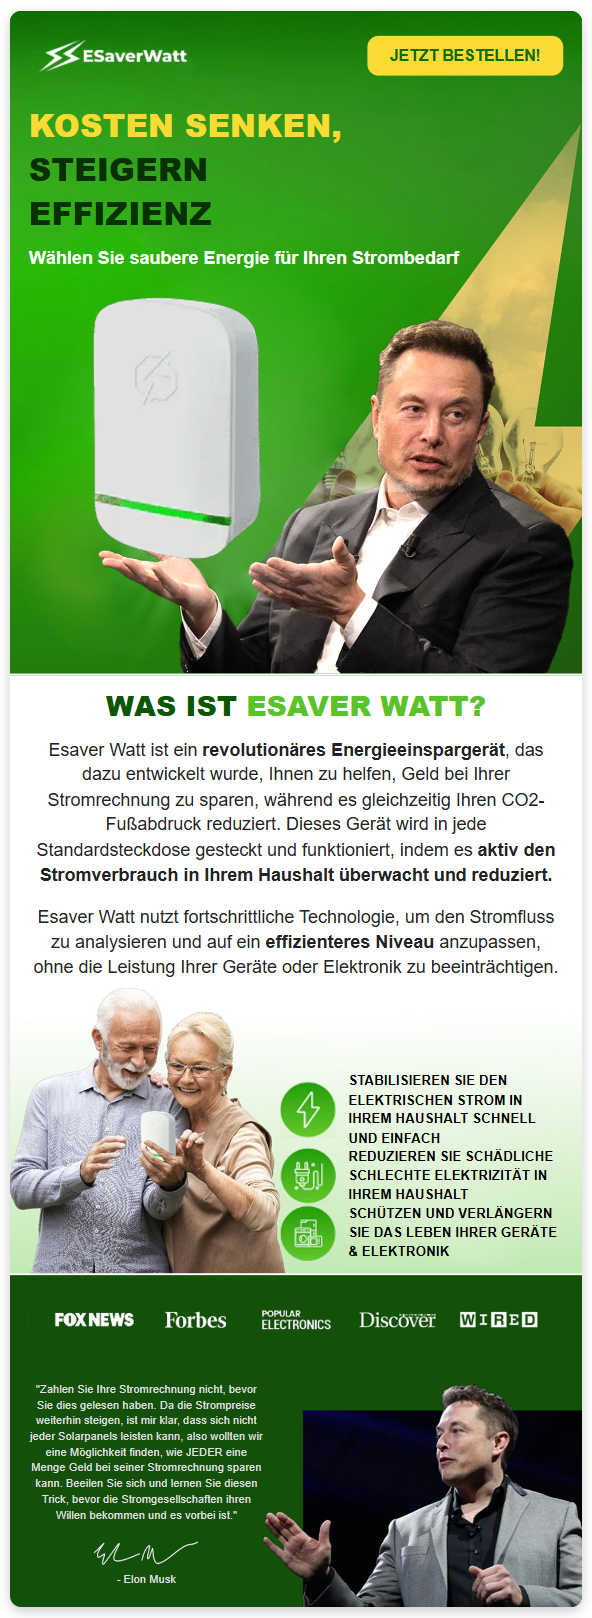 ESaverWatt
JETZT BESTELLEN!
KOSTEN SENKEN,
STEIGERN
EFFIZIENZ
Wählen Sie saubere Energie für Ihren Strombedarf
WAS IST ESAVER WATT?
Esaver Watt ist ein revolutionäres Energieeinspargerät, das
dazu entwickelt wurde, Ihnen zu helfen, Geld bei Ihrer
Stromrechnung zu sparen, während es gleichzeitig Ihren CO2-
Fußabdruck reduziert. Dieses Gerät wird in jede
Standardsteckdose gesteckt und funktioniert, indem es aktiv den
Stromverbrauch in Ihrem Haushalt überwacht und reduziert.
Esaver Watt nutzt fortschrittliche Technologie, um den Stromfluss
zu analysieren und auf ein effizienteres Niveau anzupassen,
ohne die Leistung Ihrer Geräte oder Elektronik zu beeinträchtigen.
STABILISIEREN SIE DEN
ELEKTRISCHEN STROM IN
IHREM HAUSHALT SCHNELL
UND EINFACH
REDUZIEREN SIE SCHÄDLICHE
SCHLECHTE ELEKTRIZITÄT IN
IHREM HAUSHALT
SCHÜTZEN UND VERLÄNGERN
SIE DAS LEBEN IHRER GERÄTE
& ELEKTRONIK
FOX NEWS
Forbes
POPULAR
ELECTRONICS
Discover
WIRED
"Zahlen Sie Ihre Stromrechnung nicht, bevor
Sie dies gelesen haben. Da die Strompreise
weiterhin steigen, ist mir klar, dass sich nicht
jeder Solarpanels leisten kann, also wollten wir
eine Möglichkeit finden, wie JEDER eine
Menge Geld bei seiner Stromrechnung sparen
kann. Beeilen Sie sich und lernen Sie diesen
Trick, bevor die Stromgesellschaften ihren
Willen bekommen und es vorbei ist."
- Elon Musk